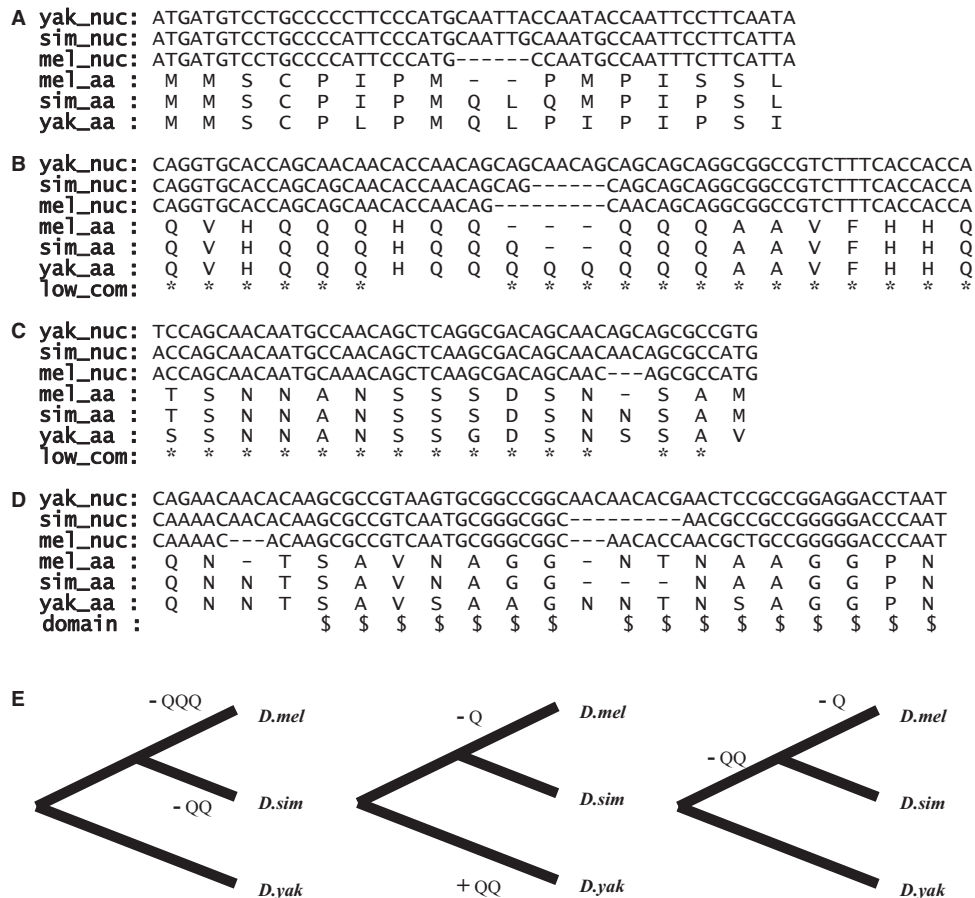 A yak_nuc: ATGATGTCCTGCCCCCTTCCCATGCAATTACCAATACCAATTCCTTCAATA
sim_nuc: ATGATGTCCTGCCCCATTCCCATGCAATTGCAAATGCCAATTCCTTCATTA
mel_nuc: ATGATGTCCTGCCCCATTCCCATG------CCAATGCCAATTTCTTCATTA
mel_aa : M M S C P I P M - - P M P I S S L
sim_aa : M M S C P I P M Q L Q M P I P S L
yak_aa : M M S C P L P M Q L P I P I P S I
B yak_nuc: CAGGTGCACCAGCAACAACACCAACAGCAGCAACAGCAGCAGCAGGCGGCCGTCTTTCACCACCA
sim_nuc: CAGGTGCACCAGCAGCAACACCAACAGCAG------CAGCAGCAGGCGGCCGTCTTTCACCACCA
mel_nuc: CAGGTGCACCAGCAGCAACACCAACAG---------CAACAGCAGGCGGCCGTCTTTCACCACCA
mel_aa : Q V H Q Q Q H Q Q - - - Q Q Q A A V F H H Q
sim_aa : Q V H Q Q Q H Q Q Q - - Q Q Q A A V F H H Q
yak_aa : Q V H Q Q Q H Q Q Q Q Q Q Q Q A A V F H H Q
low_com: * * * * * * * * * * * * * * * * * * *
C yak_nuc: TCCAGCAACAATGCCAACAGCTCAGGCGACAGCAACAGCAGCGCCGTG
sim_nuc: ACCAGCAACAATGCCAACAGCTCAAGCGACAGCAACAACAGCGCCATG
mel_nuc: ACCAGCAACAATGCAAACAGCTCAAGCGACAGCAAC---AGCGCCATG
mel_aa : T S N N A N S S S D S N - S A M
sim_aa : T S N N A N S S S D S N N S A M
yak_aa : S S N N A N S S G D S N S S A V
low_com: * * * * * * * * * * * * * *
D yak_nuc: CAGAACAACACAAGCGCCGTAAGTGCGGCCGGCAACAACACGAACTCCGCCGGAGGACCTAAT
sim_nuc: CAAAACAACACAAGCGCCGTCAATGCGGGCGGC---------AACGCCGCCGGGGGACCCAAT
mel_nuc: CAAAAC---ACAAGCGCCGTCAATGCGGGCGGC---AACACCAACGCTGCCGGGGGACCCAAT
mel_aa : Q N - T S A V N A G G - N T N A A G G P N
sim_aa : Q N N T S A V N A G G - - - N A A G G P N
yak_aa : Q N N T S A V S A A G N N T N S A G G P N
domain : $ $ $ $ $ $ $ $ $ $ $ $ $ $ $ $
E
- QQQ
D.mel
- QQ
D.sim
D.yak
- Q
D.mel
D.sim
+ QQ
D.yak
- Q
D.mel
- QQ
D.sim
D.yak